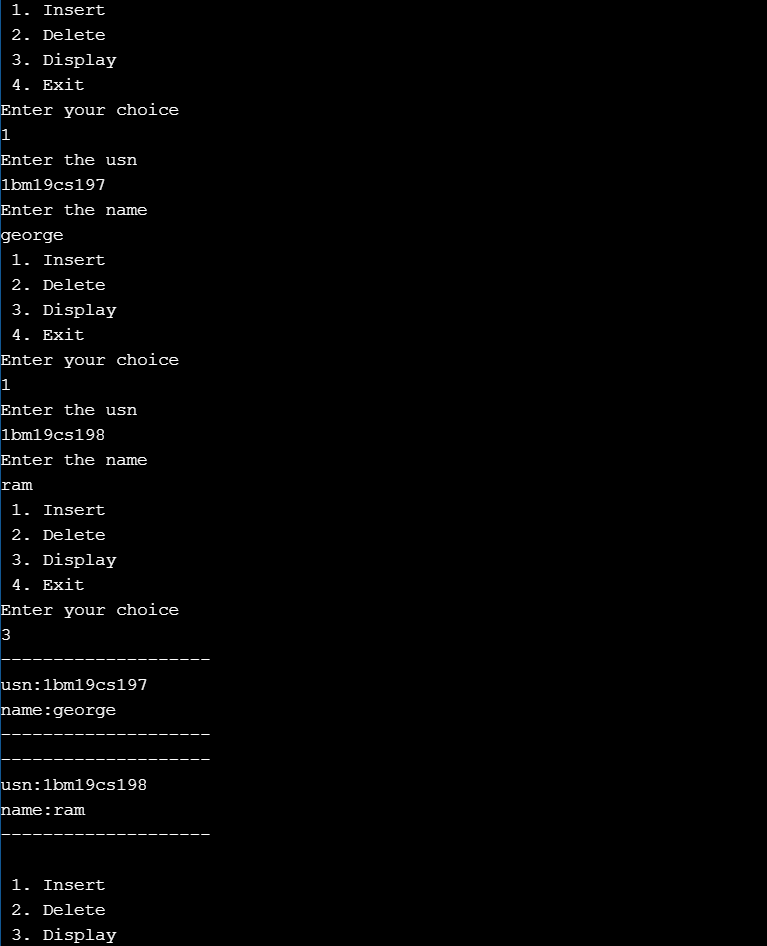 1. Insert
2. Delete
3. Display
4. Exit
Enter your choice
1
Enter the usn
1bm19cs197
Enter the name
george
1. Insert
2. Delete
3. Display
4. Exit
Enter your choice
1
Enter the usn
1bm19cs198
Enter the name
ram
1. Insert
2. Delete
3. Display
4. Exit
Enter your choice
3
--------------------
usn:1bm19cs197
name:george
--------------------
--------------------
usn:1bm19cs198
name:ram
--------------------
1. Insert
2. Delete
3. Display